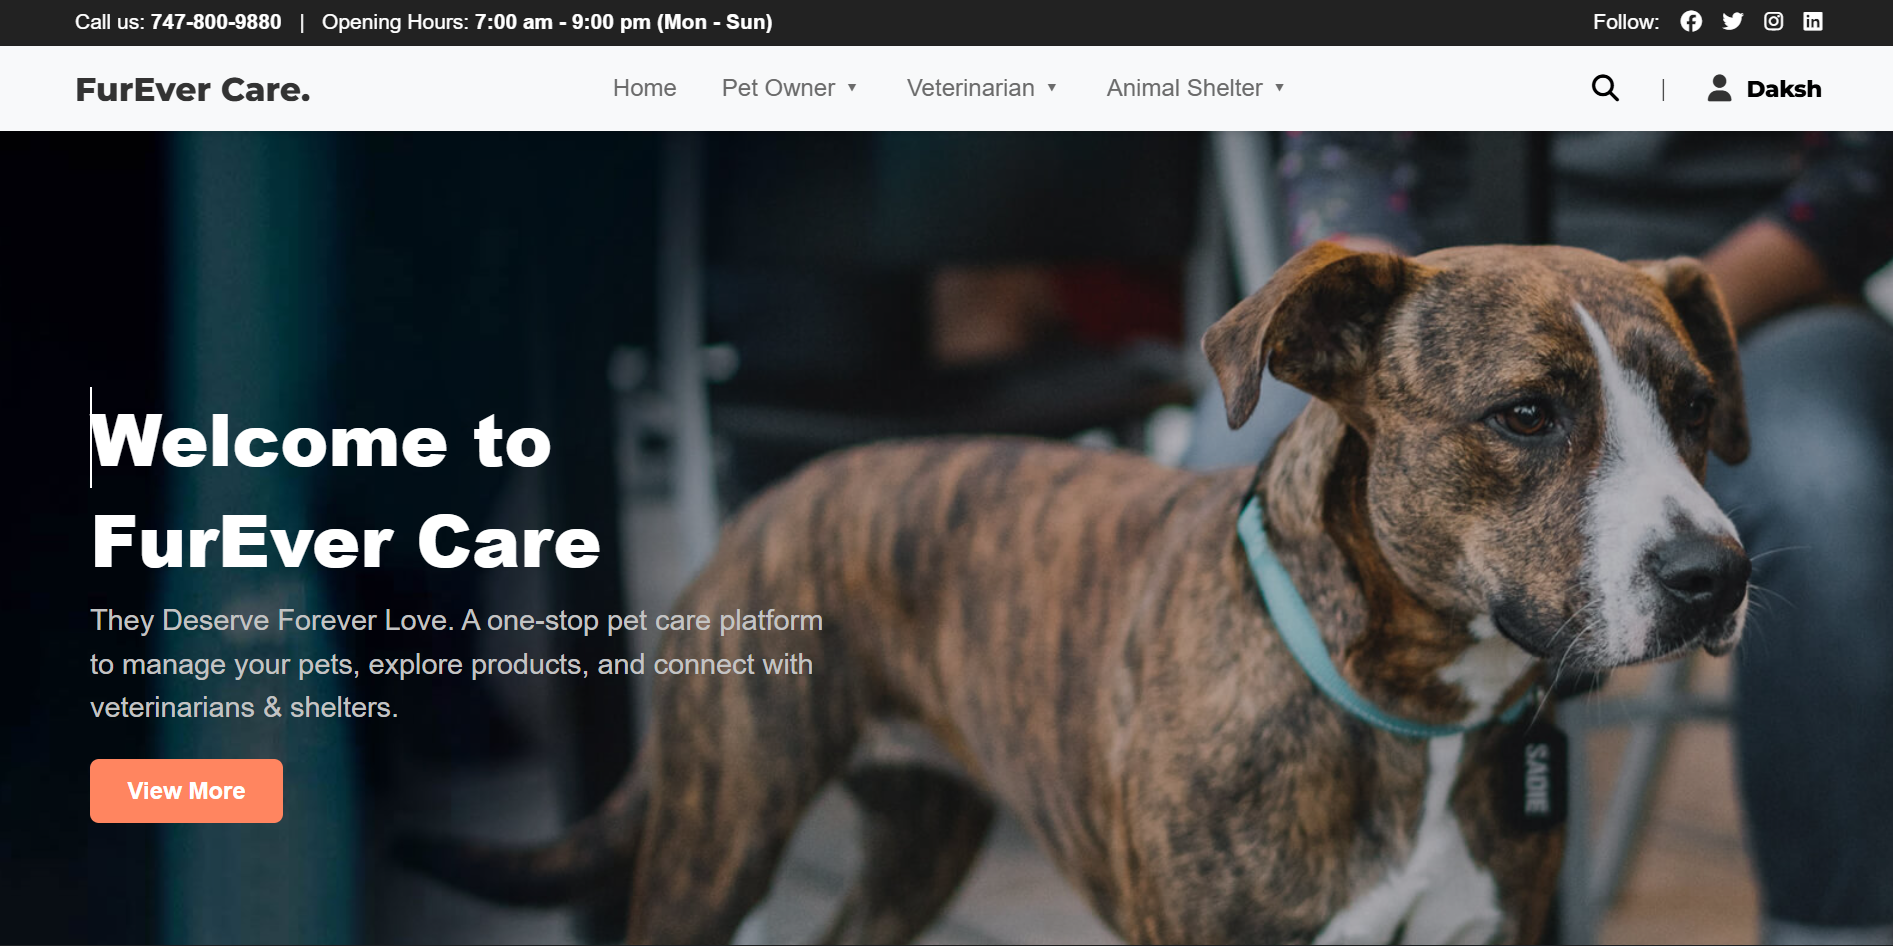 Call us: 747-800-9880 | Opening Hours: 7:00 am - 9:00 pm (Mon - Sun)
Follow:
FurEver Care.
Home
Pet Owner ▼
Veterinarian ▼
Animal Shelter ▼
|
Daksh
Welcome to
FurEver Care
They Deserve Forever Love. A one-stop pet care platform
to manage your pets, explore products, and connect with
veterinarians & shelters.
View More
SADIE